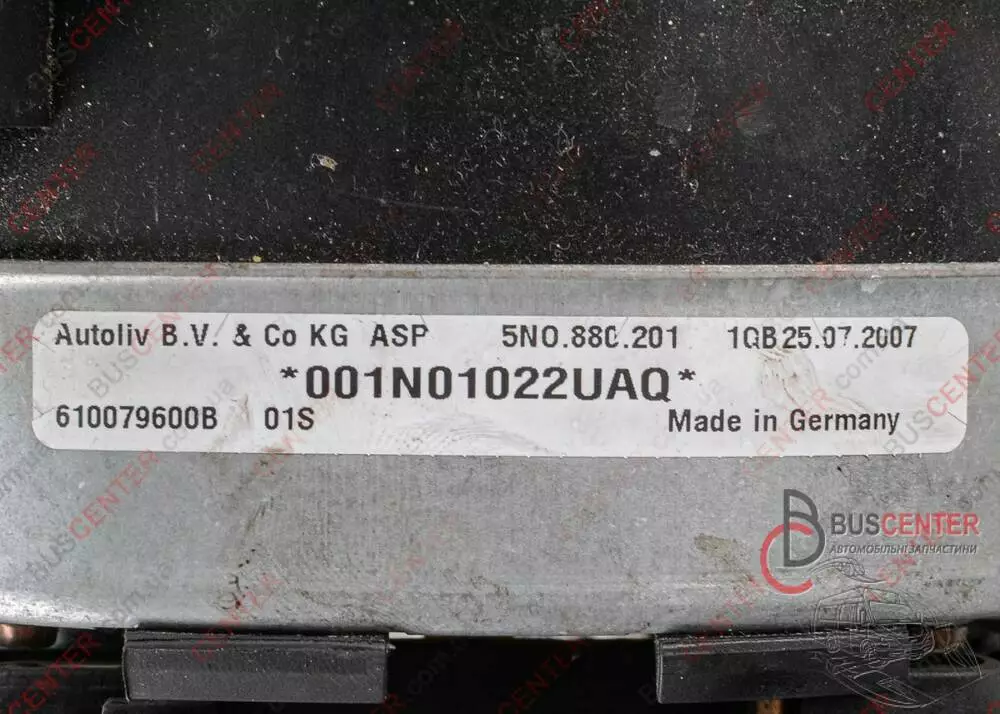 Autoliv B.V. & Co KG ASP 5N0.880.201 1QB 25.07.2007
*001N01022UAQ*
610079600B 01S Made in Germany
BUSCENTER
АВТОМОБІЛЬНІ ЗАПЧАСТИНИ